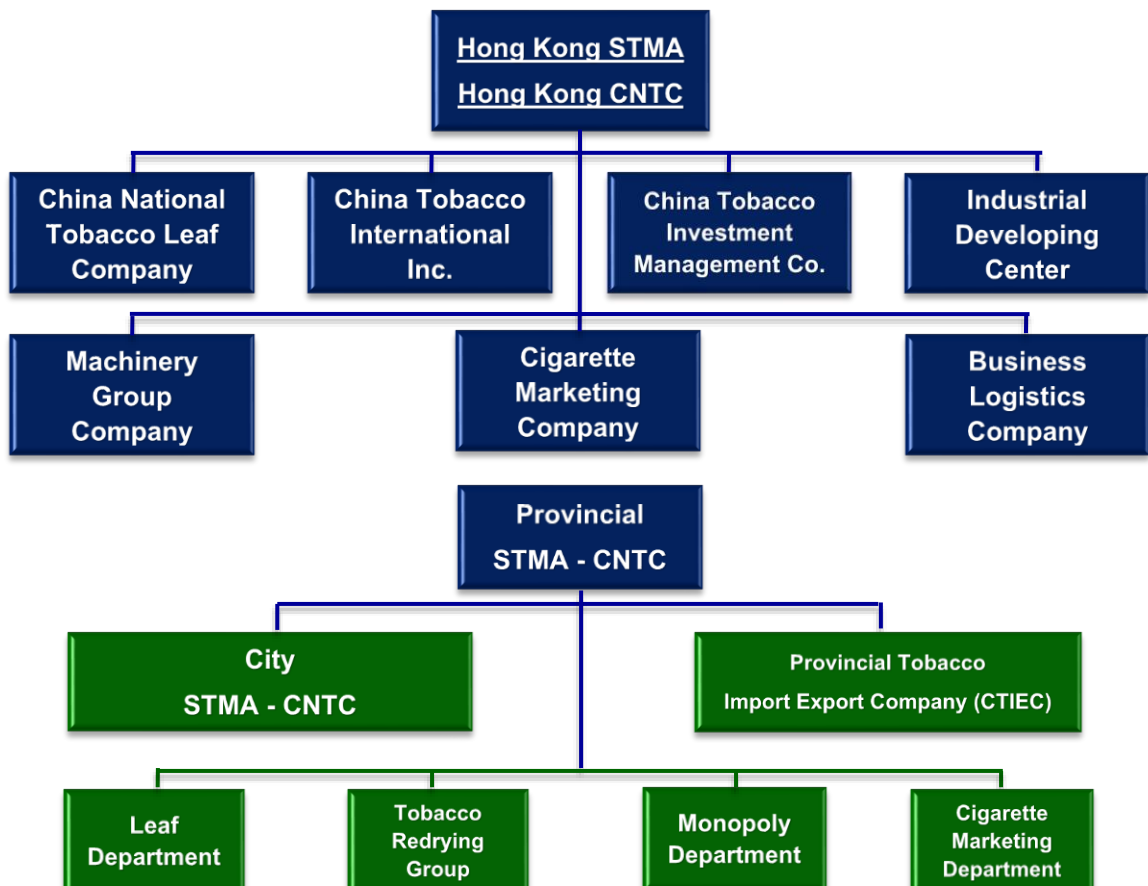 Hong Kong STMA
Hong Kong CNTC
China National
Tobacco Leaf
Company
China Tobacco
International
Inc.
China Tobacco
Investment
Management Co.
Industrial
Developing
Center
Machinery
Group
Company
Cigarette
Marketing
Company
Business
Logistics
Company
Provincial
STMA - CNTC
City
STMA - CNTC
Provincial Tobacco
Import Export Company (CTIEC)
Leaf
Department
Tobacco
Redrying
Group
Monopoly
Department
Cigarette
Marketing
Department